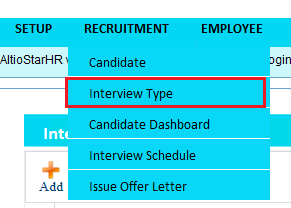 SETUP RECRUITMENT EMPLOYEE
AltioStarHR
Candidate
Interview Type
Candidate Dashboard
Interview Schedule
Add
Issue Offer Letter